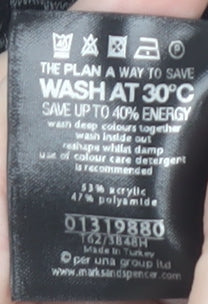 THE PLAN A WAY TO SAVE
WASH AT 30°C
SAVE UP TO 40% ENERGY
wash deep colours together
wash inside out
reshape whilst damp
use of colour care detergent
is recommended
53% acrylic
47% polyamide
01319880
T62/3848H
Made in Turkey
© per una group ltd
www.marksandspencer.com